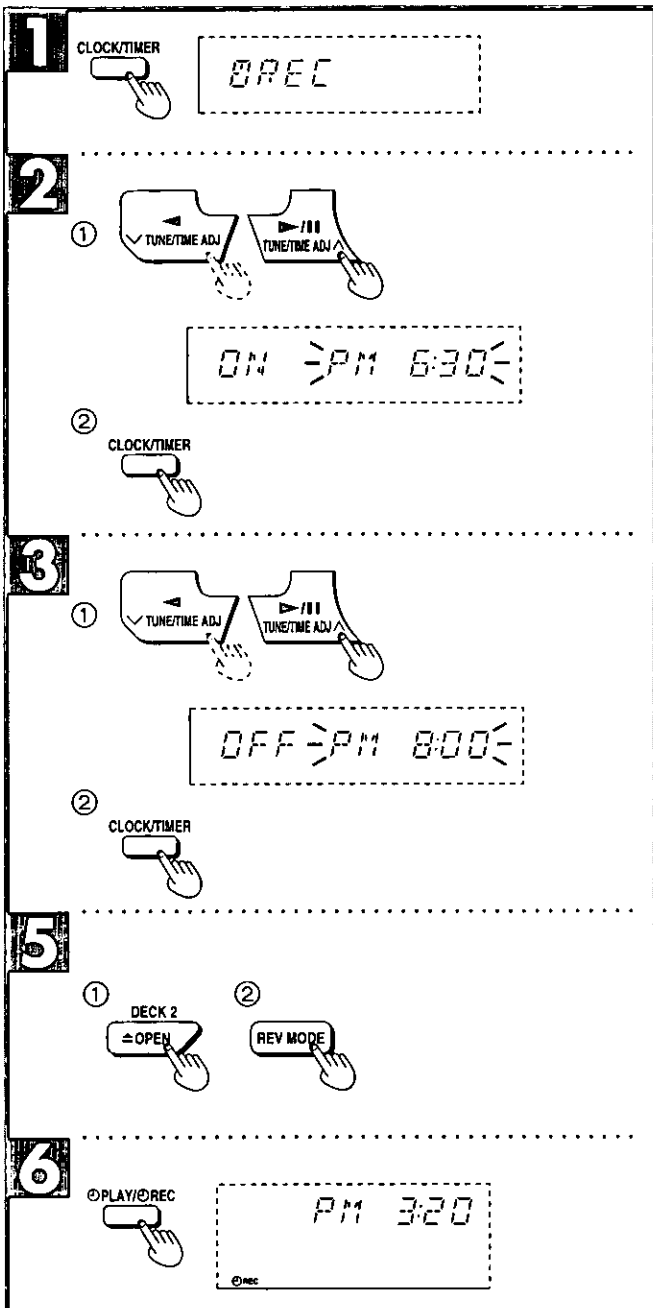 1
CLOCK/TIMER
⏲REC
2
① ◀ ▶/❚❚
∨ TUNE/TIME ADJ TUNE/TIME ADJ ∧
ON PM 6:30
②
CLOCK/TIMER
3
① ◀ ▶/❚❚
∨ TUNE/TIME ADJ TUNE/TIME ADJ ∧
OFF PM 8:00
②
CLOCK/TIMER
5
① ②
DECK 2
⏏OPEN REV MODE
6
⏲PLAY/⏲REC
PM 3:20
⏲REC